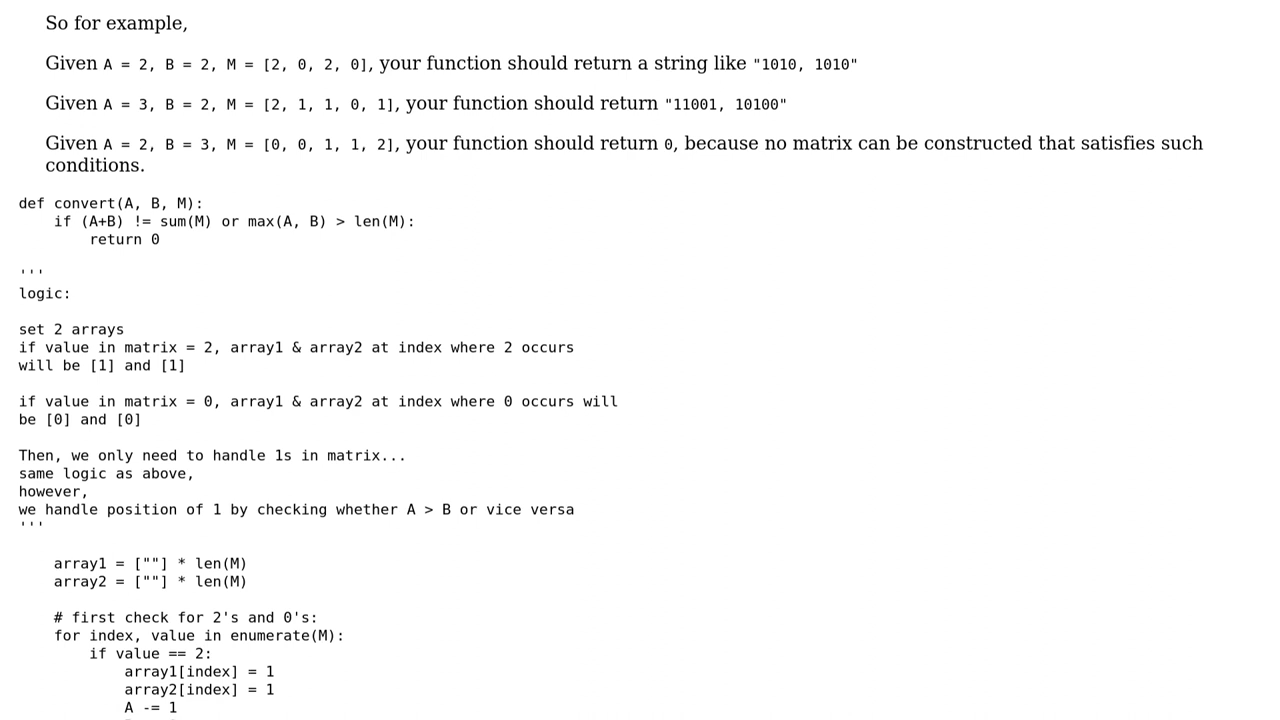 So for example,
Given A = 2, B = 2, M = [2, 0, 2, 0], your function should return a string like "1010, 1010"
Given A = 3, B = 2, M = [2, 1, 1, 0, 1], your function should return "11001, 10100"
Given A = 2, B = 3, M = [0, 0, 1, 1, 2], your function should return 0, because no matrix can be constructed that satisfies such
conditions.
def convert(A, B, M):
    if (A+B) != sum(M) or max(A, B) > len(M):
        return 0
'''
logic:
set 2 arrays
if value in matrix = 2, array1 & array2 at index where 2 occurs
will be [1] and [1]
if value in matrix = 0, array1 & array2 at index where 0 occurs will
be [0] and [0]
Then, we only need to handle 1s in matrix...
same logic as above,
however,
we handle position of 1 by checking whether A > B or vice versa
'''
    array1 = [""] * len(M)
    array2 = [""] * len(M)
    # first check for 2's and 0's:
    for index, value in enumerate(M):
        if value == 2:
            array1[index] = 1
            array2[index] = 1
            A -= 1